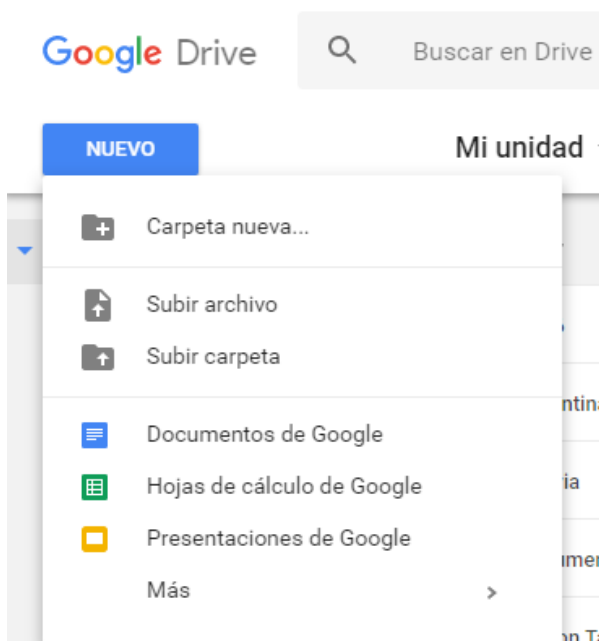 Google Drive
Buscar en Drive
NUEVO
Mi unidad
Carpeta nueva...
Subir archivo
Subir carpeta
Documentos de Google
Hojas de cálculo de Google
Presentaciones de Google
Más